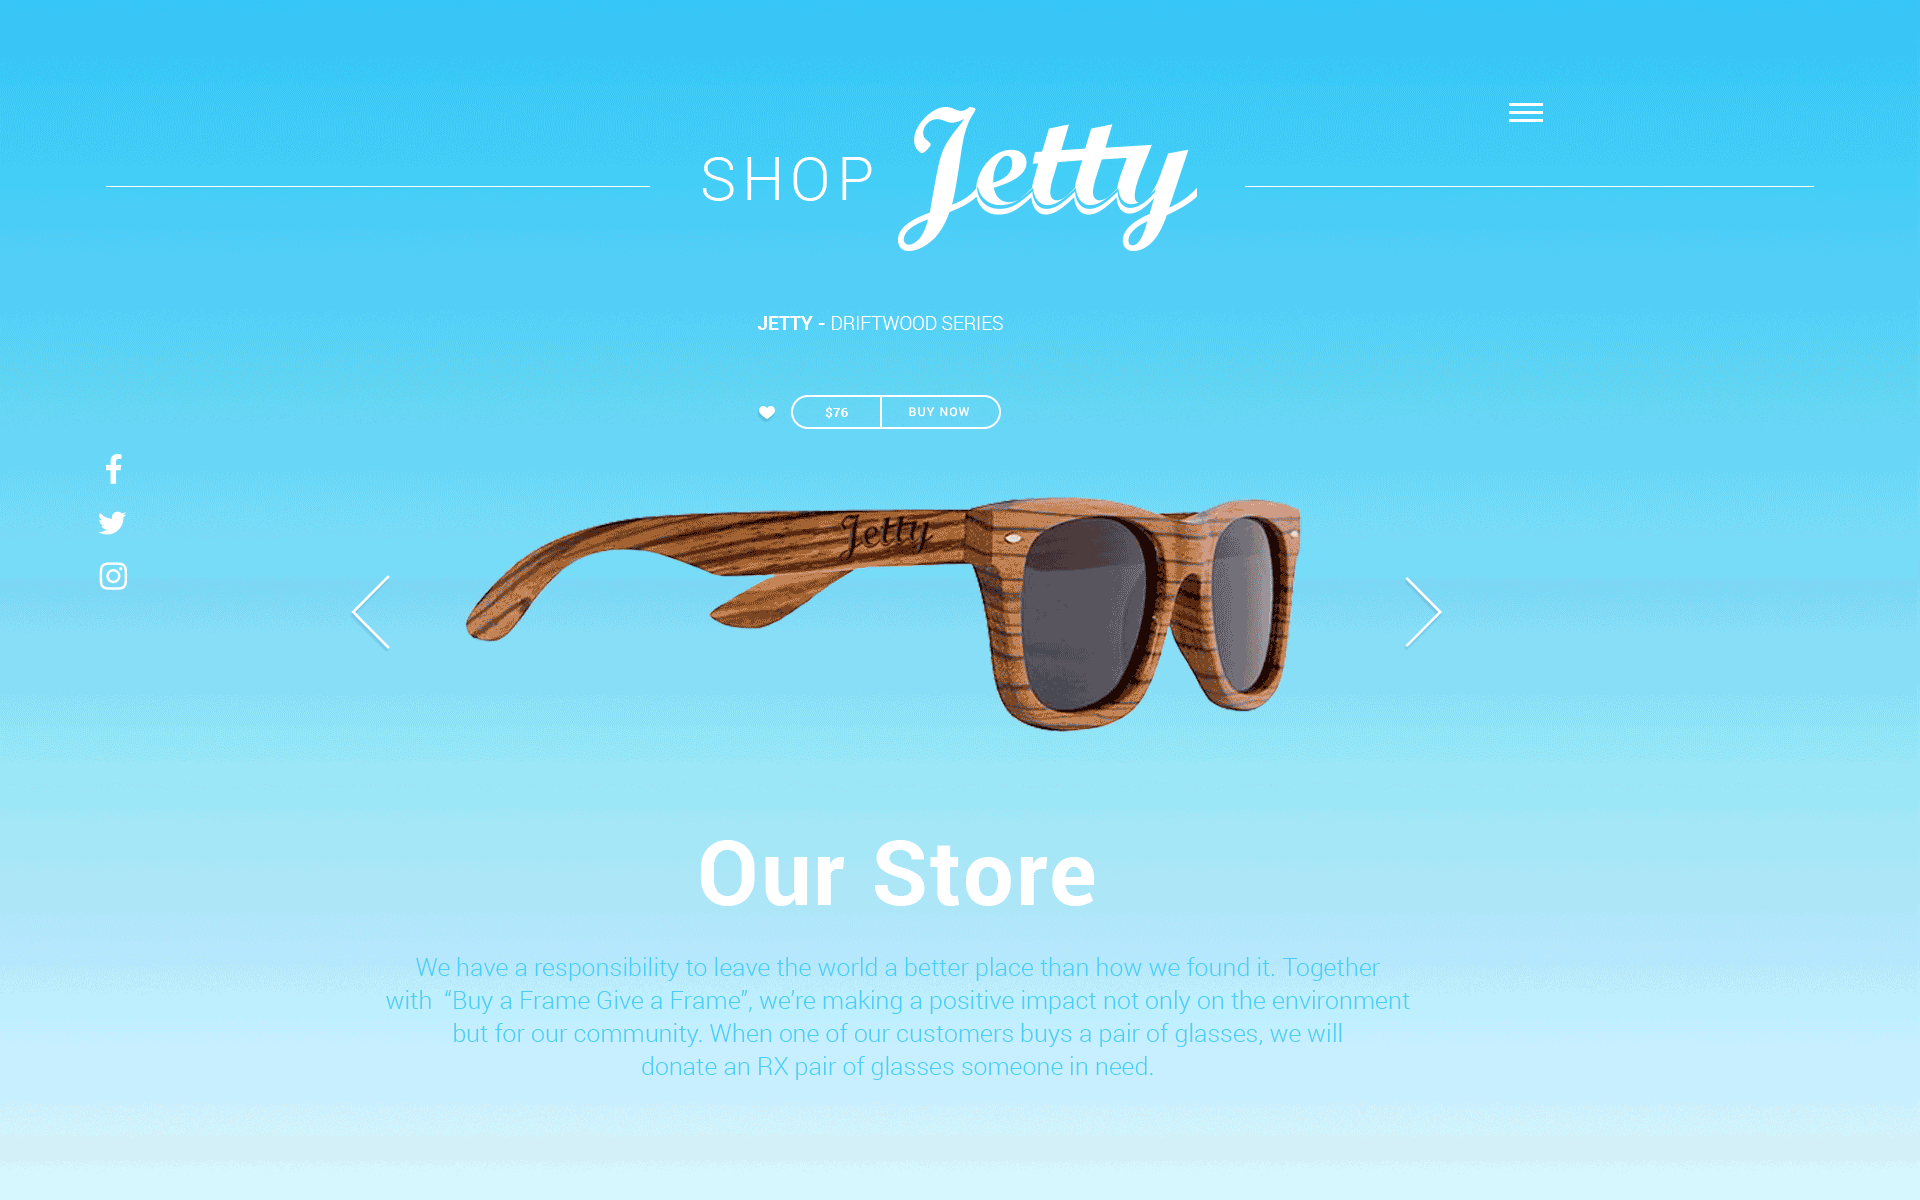 SHOP Jetty
JETTY - DRIFTWOOD SERIES
$76 BUY NOW
Jetty
Our Store
We have a responsibility to leave the world a better place than how we found it. Together
with “Buy a Frame Give a Frame”, we’re making a positive impact not only on the environment
but for our community. When one of our customers buys a pair of glasses, we will
donate an RX pair of glasses someone in need.